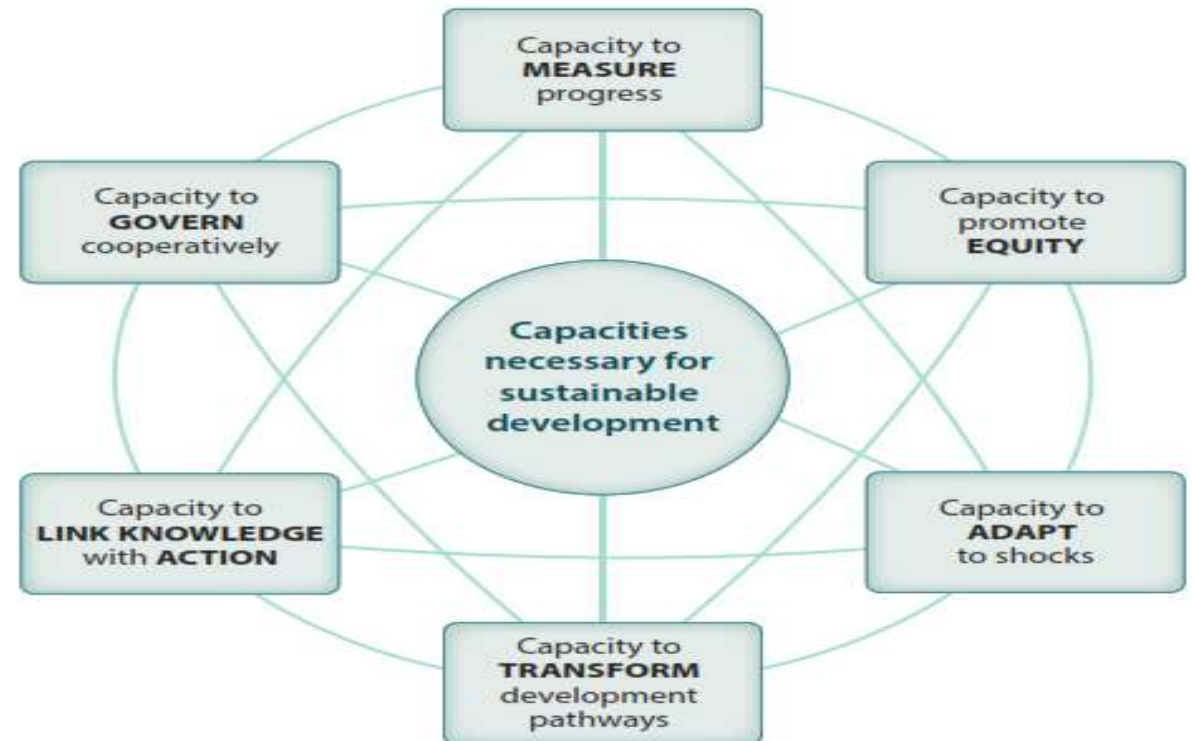 Capacity to
MEASURE
progress
Capacity to
GOVERN
cooperatively
Capacity to
promote
EQUITY
Capacities
necessary for
sustainable
development
Capacity to
LINK KNOWLEDGE
with ACTION
Capacity to
ADAPT
to shocks
Capacity to
TRANSFORM
development
pathways